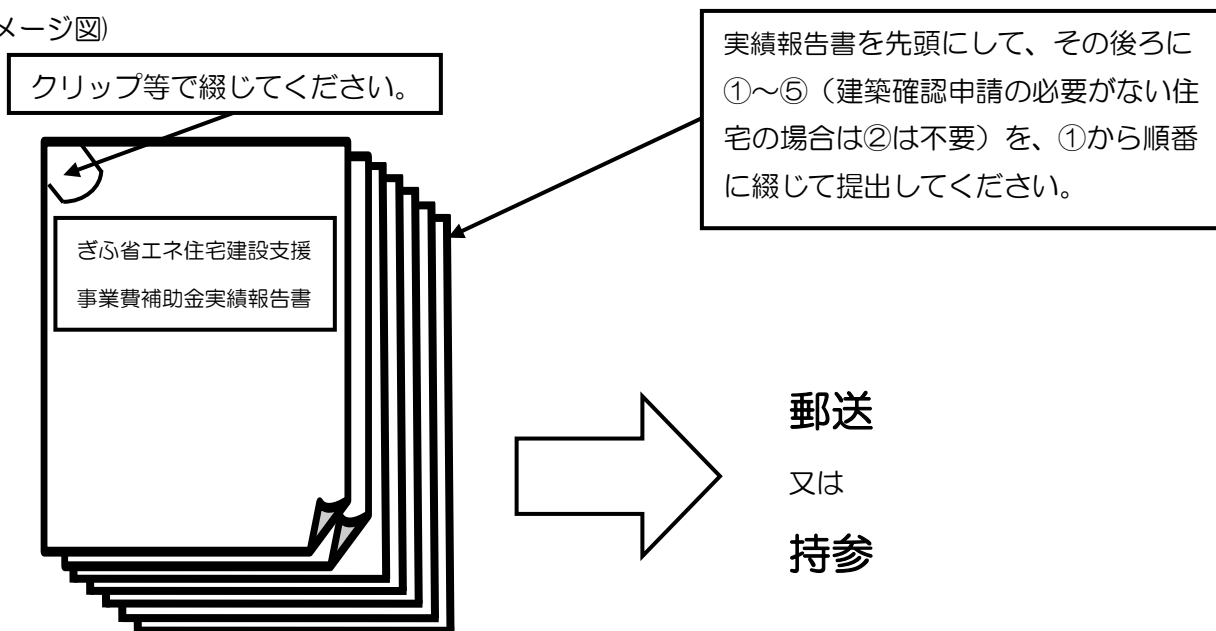 メージ図)
クリップ等で綴じてください。
実績報告書を先頭にして、その後ろに
①～⑤（建築確認申請の必要がない住
宅の場合は②は不要）を、①から順番
に綴じて提出してください。
ぎふ省エネ住宅建設支援
事業費補助金実績報告書
郵送
又は
持参